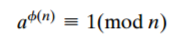 a^ϕ(n) ≡ 1(mod n)